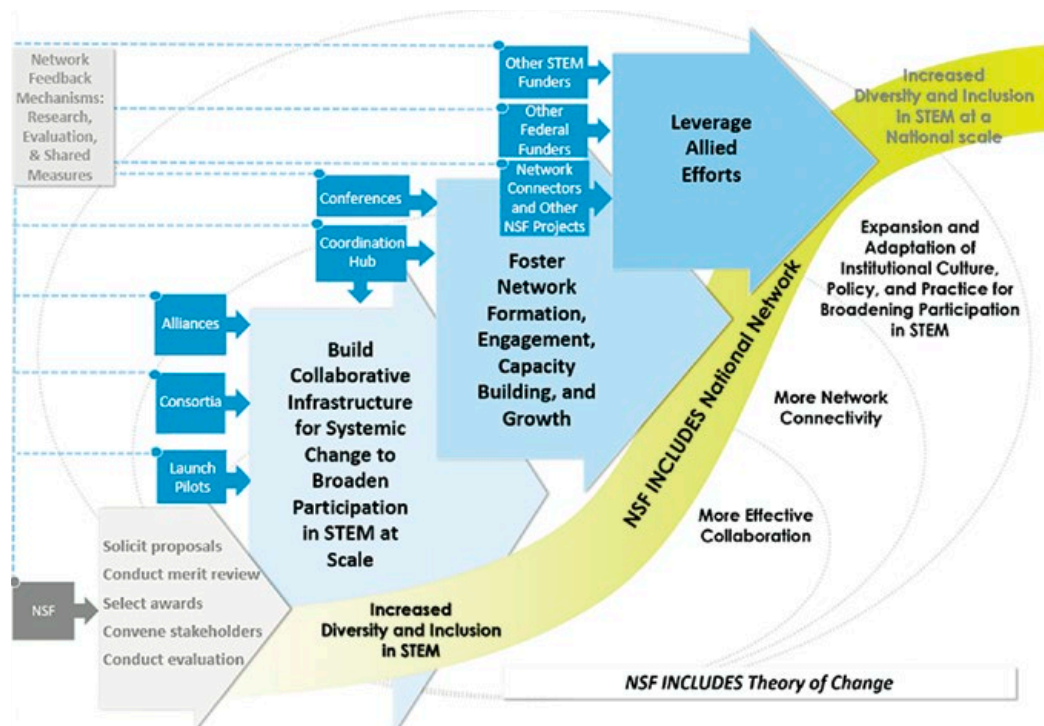 Network
Feedback
Mechanisms:
Research,
Evaluation,
& Shared
Measures
Other STEM
Funders
Other
Federal
Funders
Network
Connectors
and Other
NSF Projects
Leverage
Allied
Efforts
Increased
Diversity and Inclusion
in STEM at a
National scale
Conferences
Coordination
Hub
Foster
Network
Formation,
Engagement,
Capacity
Building, and
Growth
Expansion and
Adaptation of
Institutional Culture,
Policy, and Practice for
Broadening Participation
in STEM
Alliances
Consortia
Launch
Pilots
Build
Collaborative
Infrastructure
for Systemic
Change to
Broaden
Participation
in STEM at
Scale
NSF INCLUDES National Network
More Network
Connectivity
More Effective
Collaboration
NSF
Solicit proposals
Conduct merit review
Select awards
Convene stakeholders
Conduct evaluation
Increased
Diversity and Inclusion
in STEM
NSF INCLUDES Theory of Change